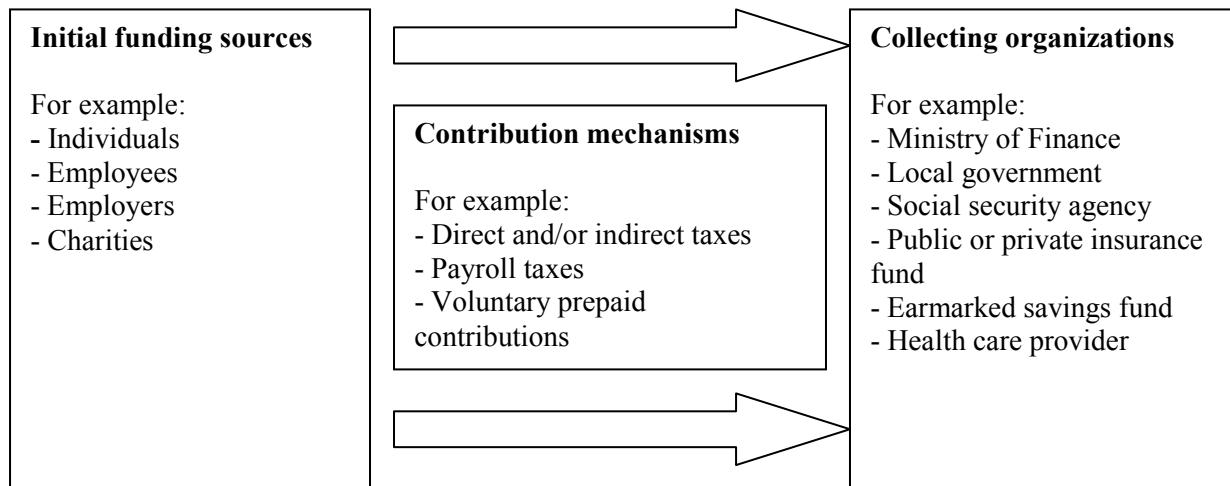 Initial funding sources
For example:
- Individuals
- Employees
- Employers
- Charities
Contribution mechanisms
For example:
- Direct and/or indirect taxes
- Payroll taxes
- Voluntary prepaid
contributions
Collecting organizations
For example:
- Ministry of Finance
- Local government
- Social security agency
- Public or private insurance
fund
- Earmarked savings fund
- Health care provider